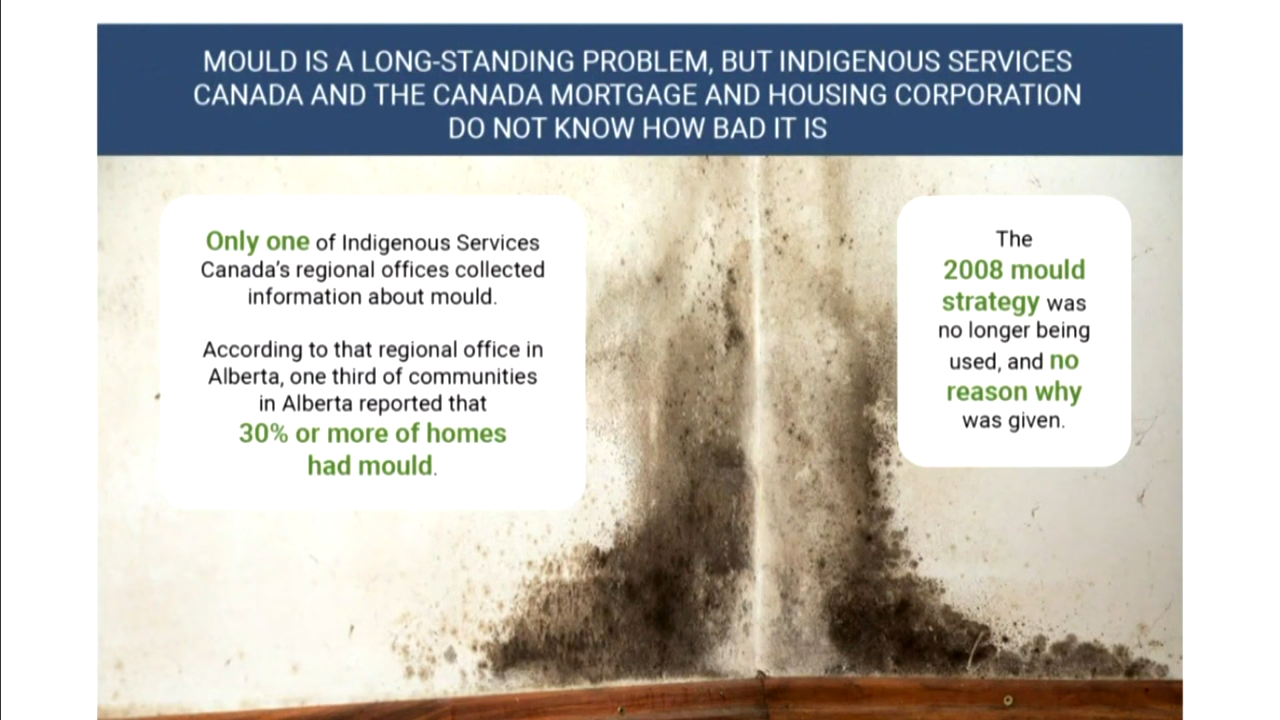 MOULD IS A LONG-STANDING PROBLEM, BUT INDIGENOUS SERVICES
CANADA AND THE CANADA MORTGAGE AND HOUSING CORPORATION
DO NOT KNOW HOW BAD IT IS
Only one of Indigenous Services
Canada's regional offices collected
information about mould.
According to that regional office in
Alberta, one third of communities
in Alberta reported that
30% or more of homes
had mould.
The
2008 mould
strategy was
no longer being
used, and no
reason why
was given.